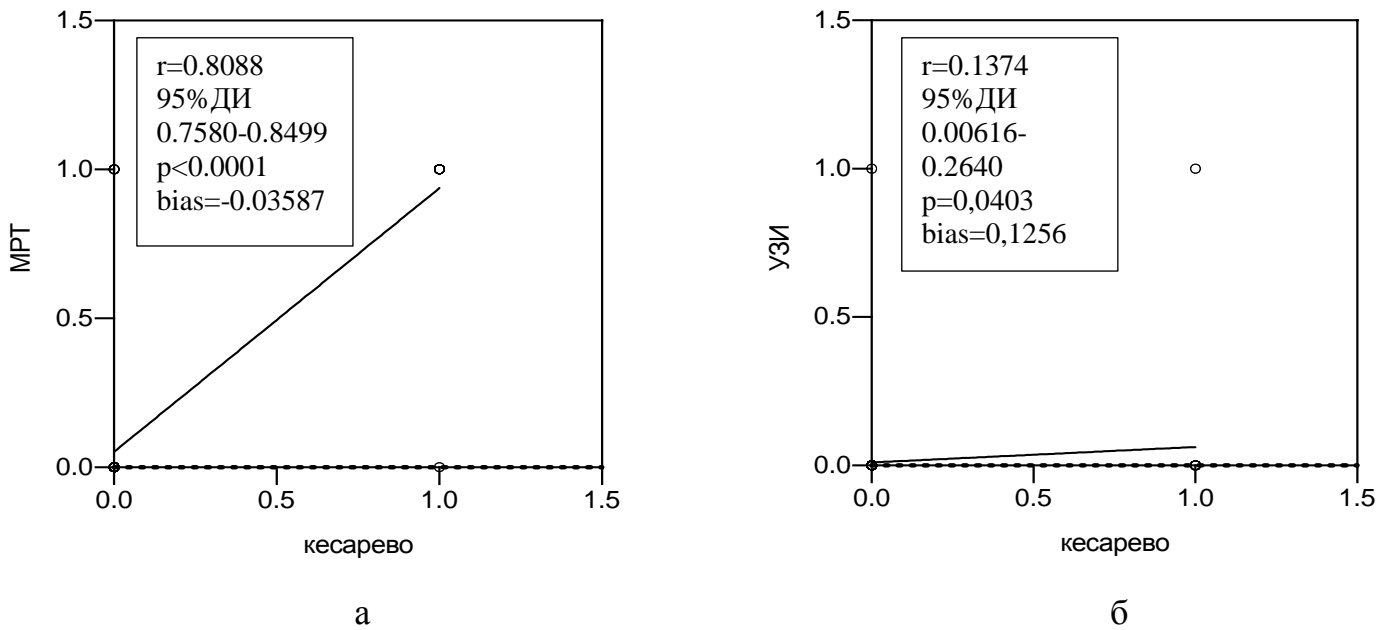 1.5
r=0.8088
95%ДИ
0.7580-0.8499
p<0.0001
bias=-0.03587
1.0
МРТ
0.5
0.0
0.0 0.5 1.0 1.5
кесарево
а
1.5
r=0.1374
95%ДИ
0.00616-
0.2640
p=0,0403
bias=0,1256
1.0
УЗИ
0.5
0.0
0.0 0.5 1.0 1.5
кесарево
б